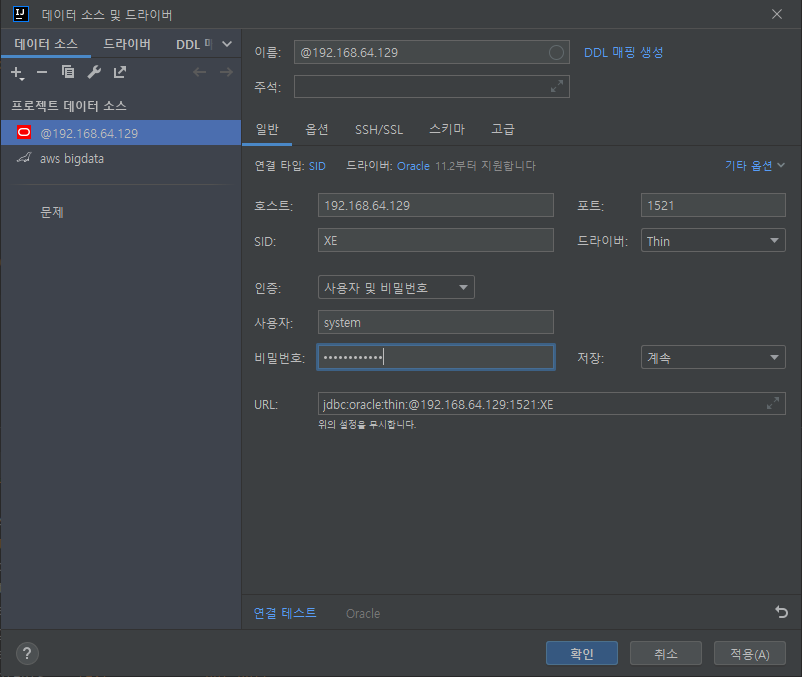 데이터 소스 및 드라이버
데이터 소스 드라이버 DDL
프로젝트 데이터 소스
@192.168.64.129
aws bigdata
문제
이름: @192.168.64.129 DDL 매핑 생성
주석:
일반 옵션 SSH/SSL 스키마 고급
연결 타입: SID 드라이버: Oracle 11.2부터 지원합니다 기타 옵션
호스트: 192.168.64.129 포트: 1521
SID: XE 드라이버: Thin
인증: 사용자 및 비밀번호
사용자: system
비밀번호: •••••••••••• 저장: 계속
URL: jdbc:oracle:thin:@192.168.64.129:1521:XE
위의 설정을 무시합니다.
연결 테스트 Oracle
? 확인 취소 적용(A)